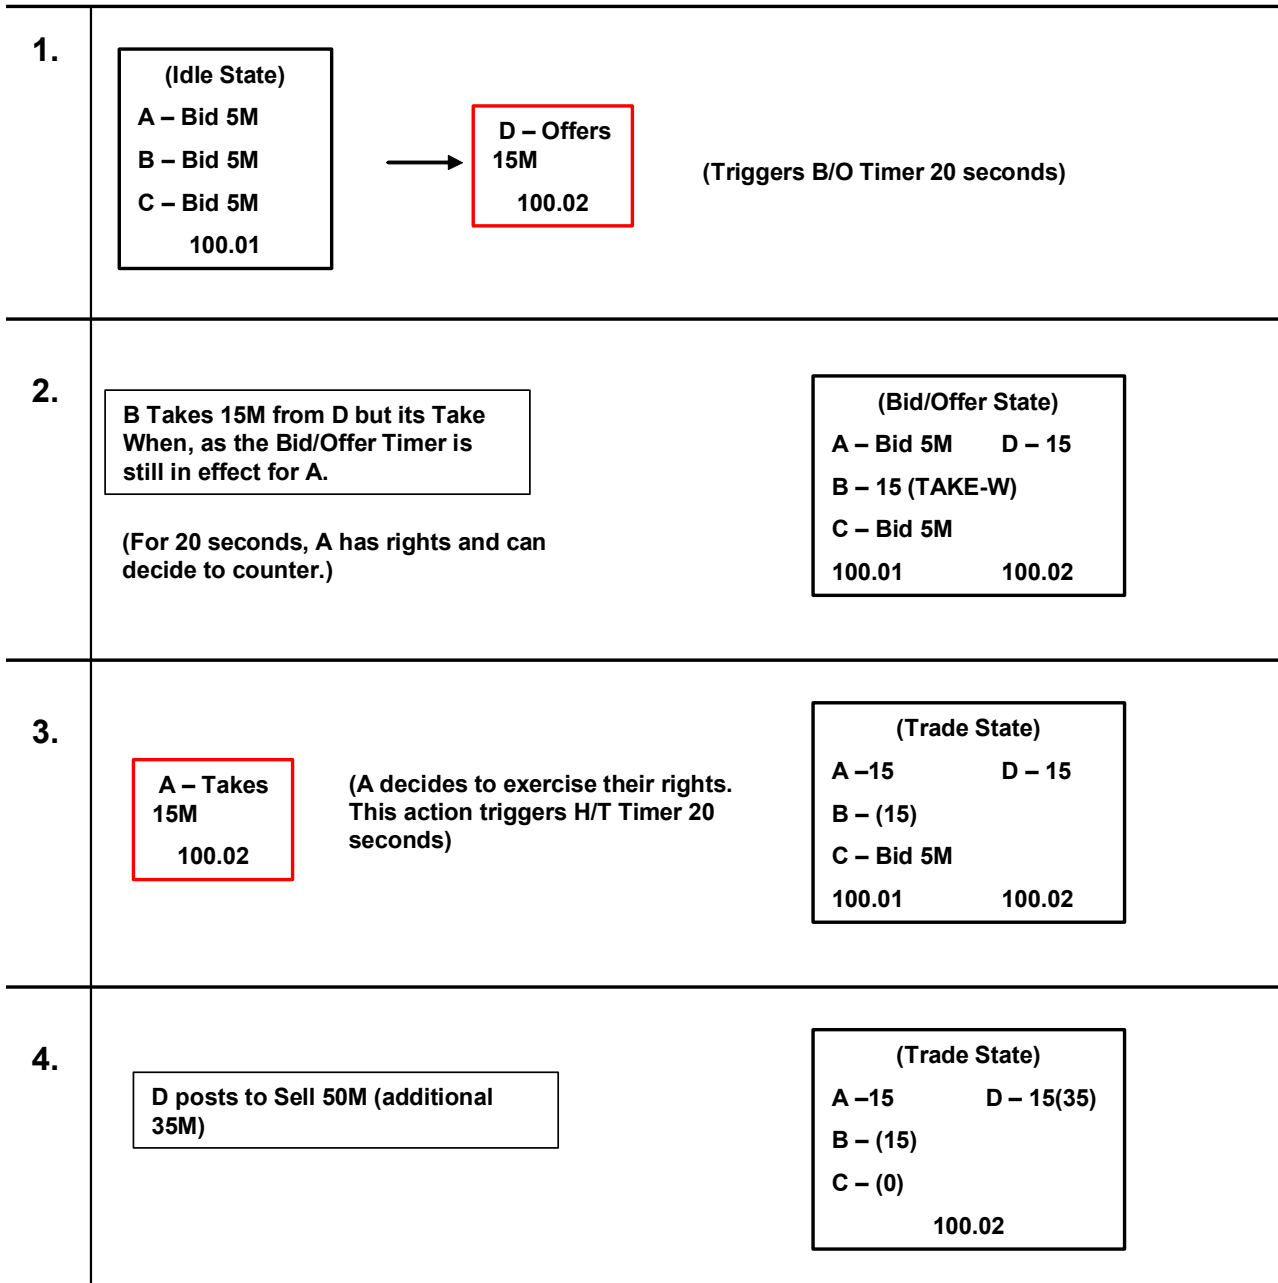 1.
(Idle State)
A – Bid 5M
B – Bid 5M
C – Bid 5M
100.01
D – Offers
15M
100.02
(Triggers B/O Timer 20 seconds)
2.
B Takes 15M from D but its Take
When, as the Bid/Offer Timer is
still in effect for A.
(For 20 seconds, A has rights and can
decide to counter.)
(Bid/Offer State)
A – Bid 5M D – 15
B – 15 (TAKE-W)
C – Bid 5M
100.01 100.02
3.
A – Takes
15M
100.02
(A decides to exercise their rights.
This action triggers H/T Timer 20
seconds)
(Trade State)
A –15 D – 15
B – (15)
C – Bid 5M
100.01 100.02
4.
D posts to Sell 50M (additional
35M)
(Trade State)
A –15 D – 15(35)
B – (15)
C – (0)
100.02